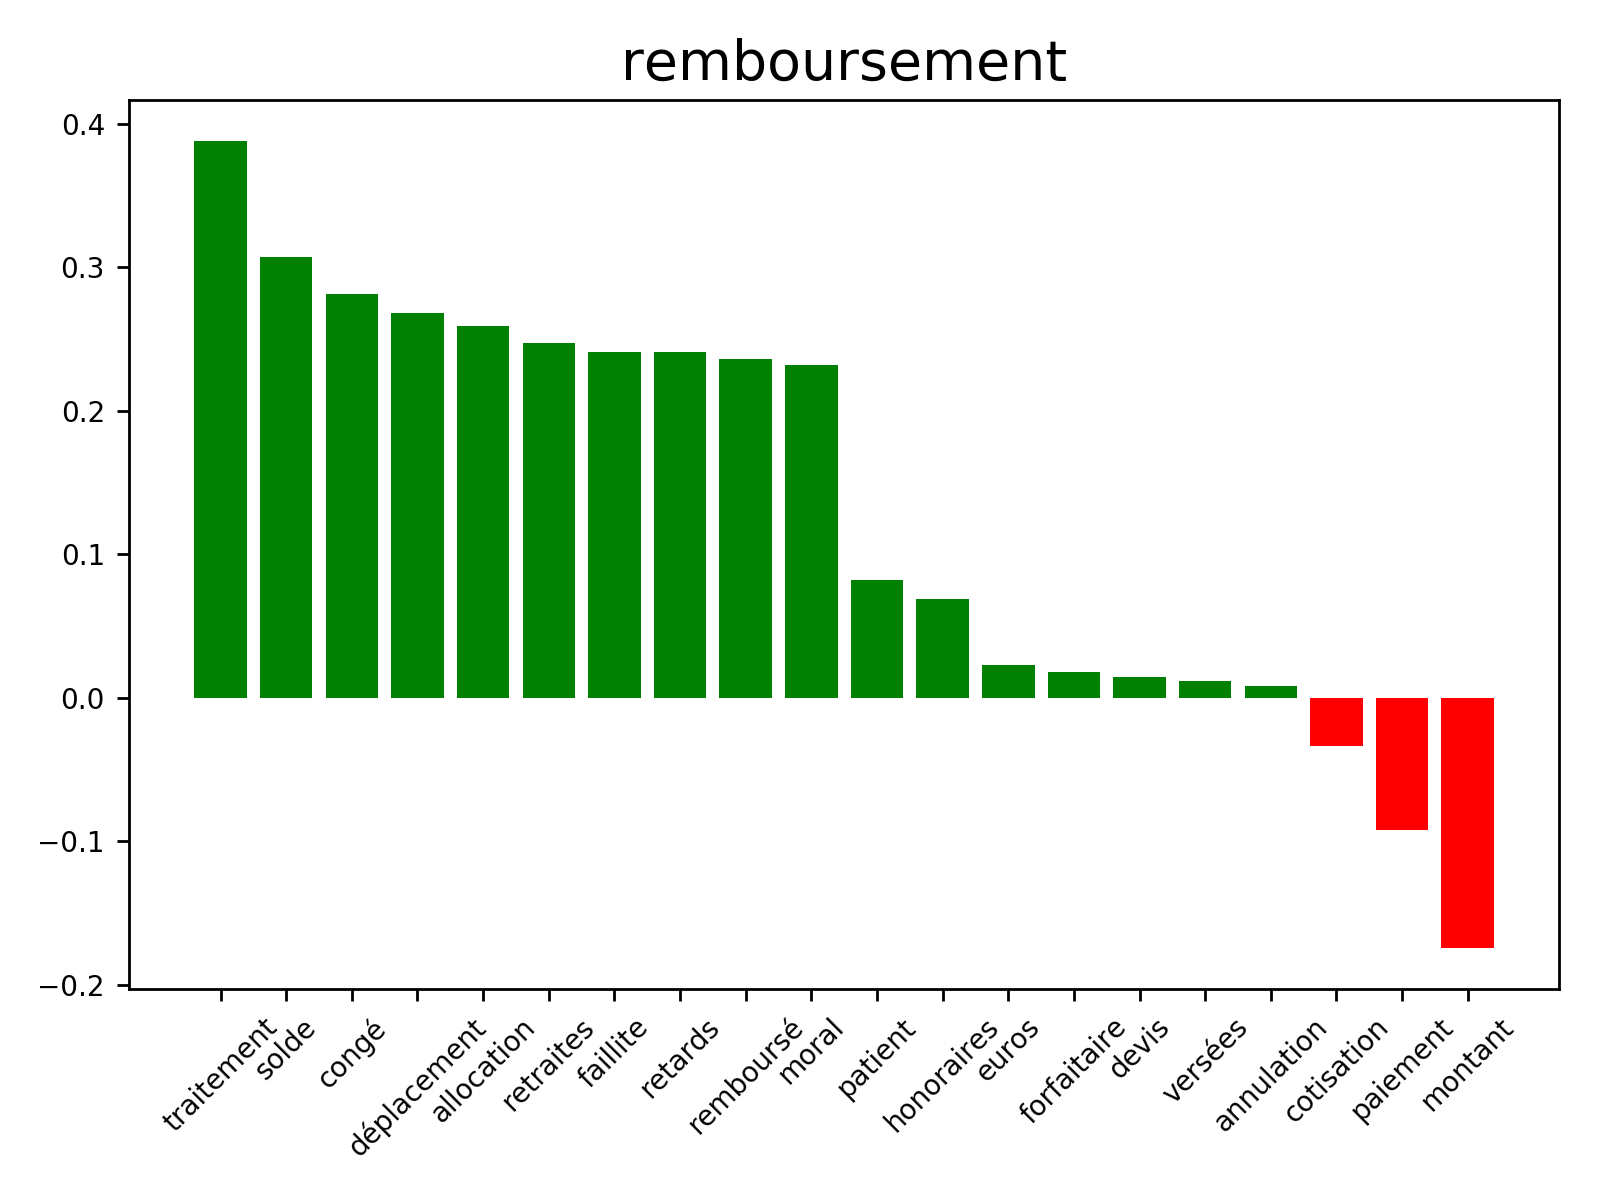 remboursement
0.4
0.3
0.2
0.1
0.0
−0.1
−0.2
traitement
solde
congé
déplacement
allocation
retraites
faillite
retards
remboursé
moral
patient
honoraires
euros
forfaitaire
devis
versées
annulation
cotisation
paiement
montant